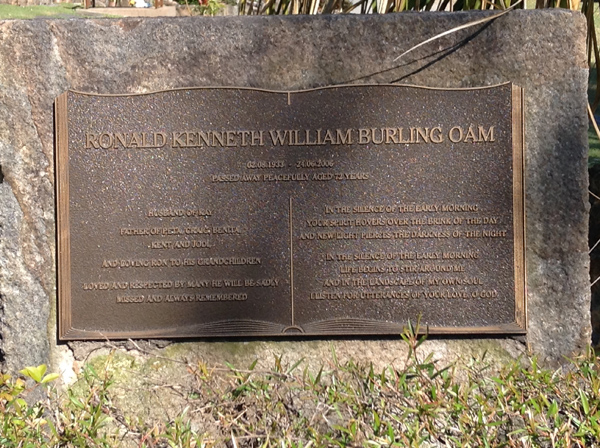 RONALD KENNETH WILLIAM BURLING OAM
02.08.1933 - 24.06.2006
PASSED AWAY PEACEFULLY AGED 72 YEARS
HUSBAND OF KAY
FATHER OF PETA, CRAIG, BENITA,
KENT AND JODI.
AND LOVING RON TO HIS GRANDCHILDREN
LOVED AND RESPECTED BY MANY HE WILL BE SADLY
MISSED AND ALWAYS REMEMBERED
IN THE SILENCE OF THE EARLY MORNING
YOUR SPIRIT HOVERS OVER THE BRINK OF THE DAY
AND NEW LIGHT PIERCES THE DARKNESS OF THE NIGHT
IN THE SILENCE OF THE EARLY MORNING
LIFE BEGINS TO STIR AROUND ME
AND IN THE LANDSCAPE OF MY OWN SOUL
I LISTEN FOR UTTERANCES OF YOUR LOVE, O GOD